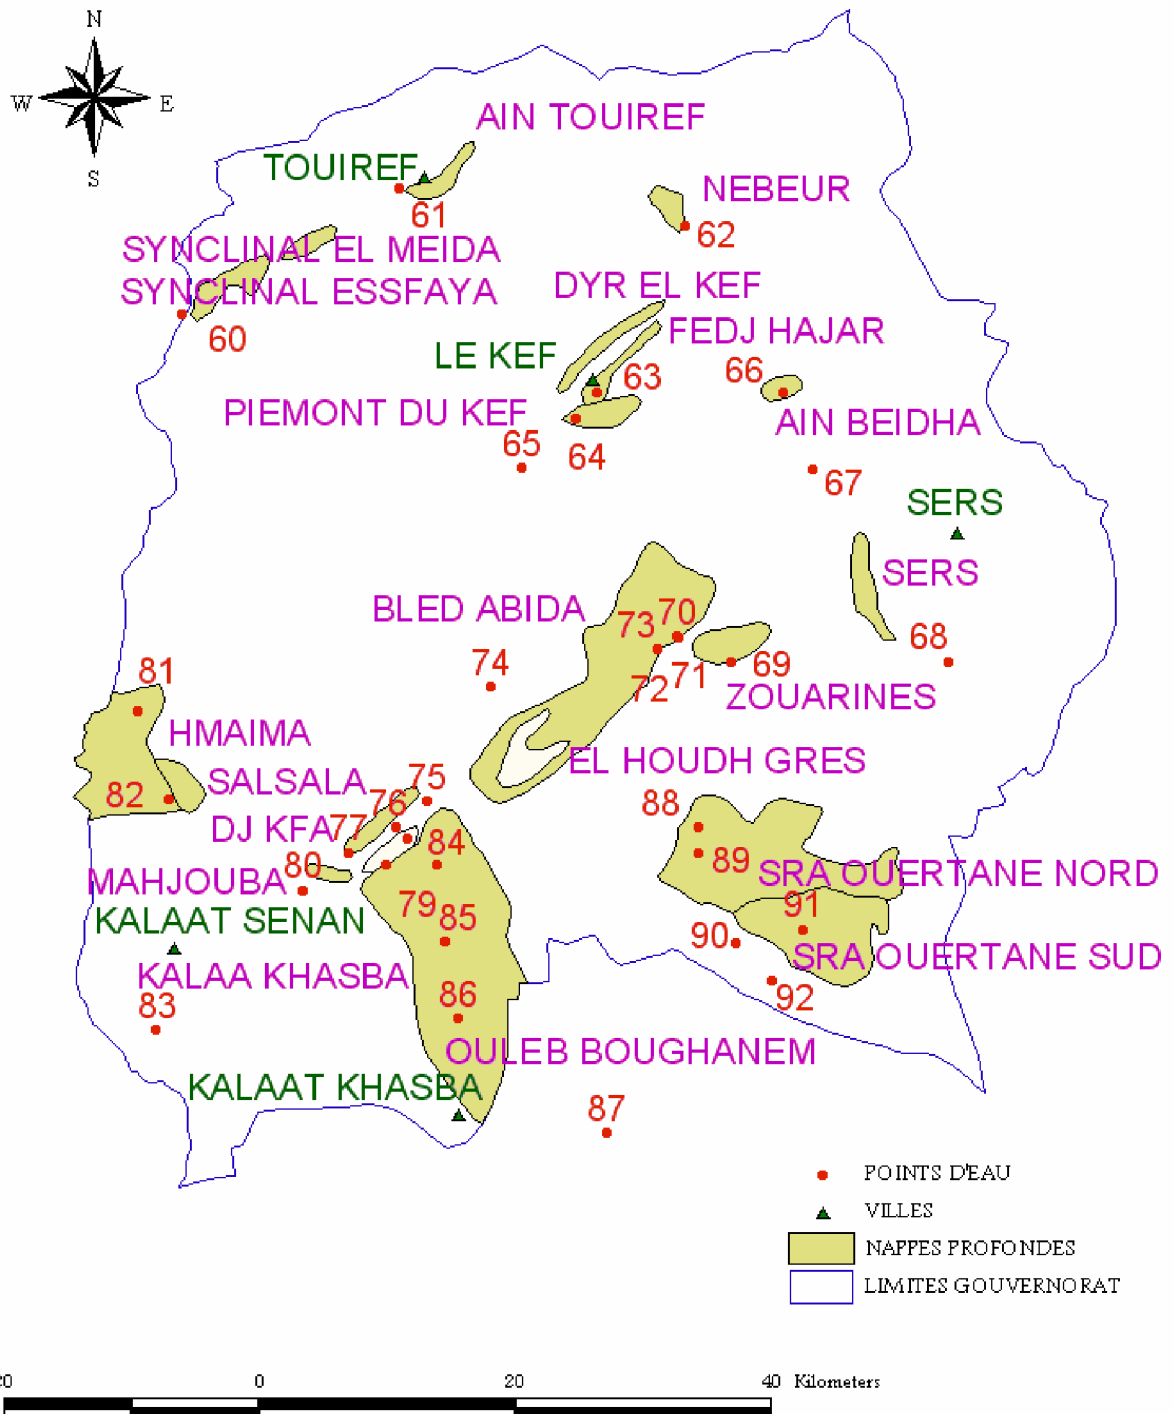 N
W E
S
AIN TOUIREF
TOUIREF
NEBEUR
61
62
SYNCLINAL EL MEIDA
DYR EL KEF
SYNCLINAL ESSFAYA
60
FEDJ HAJAR
LE KEF
63
66
PIEMONT DU KEF
AIN BEIDHA
65
64
67
SERS
SERS
BLED ABIDA
73 70
68
74
72 71
69
81
ZOUARINES
HMAIMA
EL HOUDH GRES
75
SALSALA
82
76
88
DJ KFA
77
84
89
80
SRA OUERTANE NORD
MAHJOUBA
79
91
KALAAT SENAN
85
90
SRA OUERTANE SUD
KALAA KHASBA
83
86
92
OULEB BOUGHANEM
KALAAT KHASBA
87
POINTS D'EAU
VILLES
NAPPES PROFONDES
LIMITES GOUVERNORAT
0 20 40 Kilometers